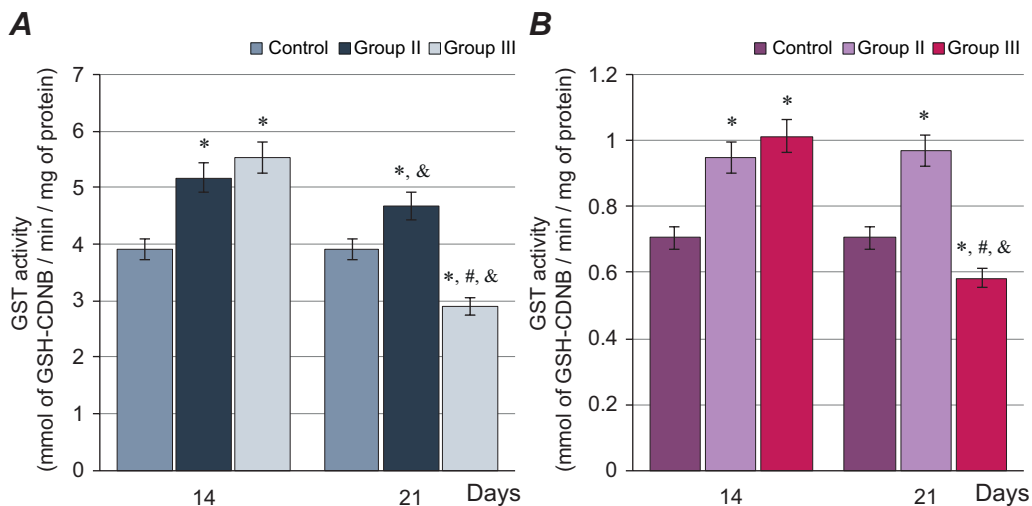 A
Control Group II Group III
GST activity
(mmol of GSH-CDNB / min / mg of protein)
7
6
5
4
3
2
1
0
*
*
*, &
*, #, &
14
21
Days
B
Control Group II Group III
GST activity
(mmol of GSH-CDNB / min / mg of protein)
1.2
1
0.8
0.6
0.4
0.2
0
*
*
*
*, #, &
14
21
Days